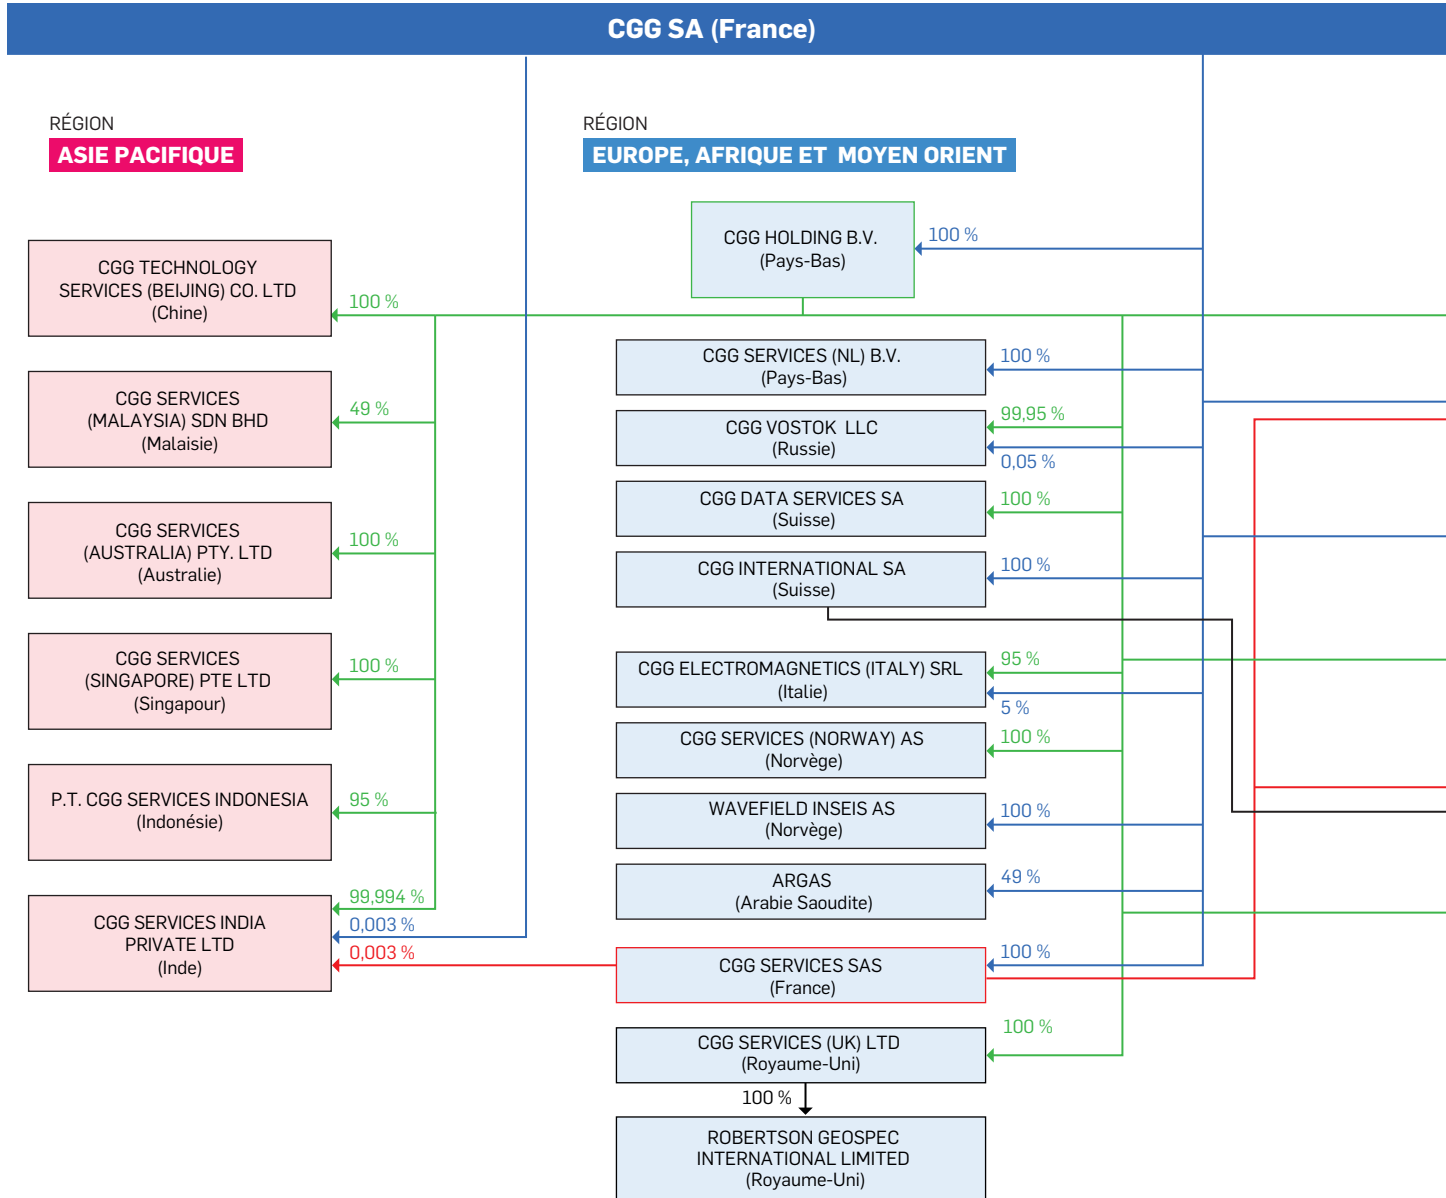 CGG SA (France)
RÉGION
ASIE PACIFIQUE
CGG TECHNOLOGY
SERVICES (BEIJING) CO. LTD
(Chine)
100 %
CGG SERVICES
(MALAYSIA) SDN BHD
(Malaisie)
49 %
CGG SERVICES
(AUSTRALIA) PTY. LTD
(Australie)
100 %
CGG SERVICES
(SINGAPORE) PTE LTD
(Singapour)
100 %
P.T. CGG SERVICES INDONESIA
(Indonésie)
95 %
CGG SERVICES INDIA
PRIVATE LTD
(Inde)
99,994 %
0,003 %
0,003 %
RÉGION
EUROPE, AFRIQUE ET MOYEN ORIENT
CGG HOLDING B.V.
(Pays-Bas)
100 %
CGG SERVICES (NL) B.V.
(Pays-Bas)
100 %
CGG VOSTOK LLC
(Russie)
99,95 %
0,05 %
CGG DATA SERVICES SA
(Suisse)
100 %
CGG INTERNATIONAL SA
(Suisse)
100 %
CGG ELECTROMAGNETICS (ITALY) SRL
(Italie)
95 %
5 %
CGG SERVICES (NORWAY) AS
(Norvège)
100 %
WAVEFIELD INSEIS AS
(Norvège)
100 %
ARGAS
(Arabie Saoudite)
49 %
CGG SERVICES SAS
(France)
100 %
CGG SERVICES (UK) LTD
(Royaume-Uni)
100 %
100 %
ROBERTSON GEOSPEC
INTERNATIONAL LIMITED
(Royaume-Uni)